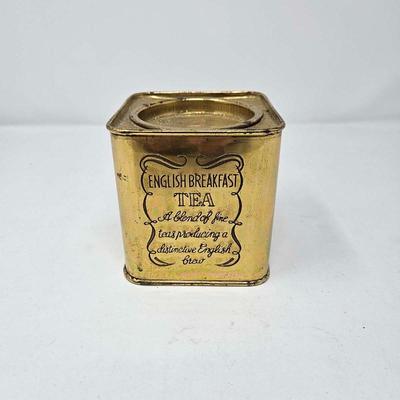 ENGLISH BREAKFAST
TEA
A blend of fine
teas producing a
distinctive English
brew